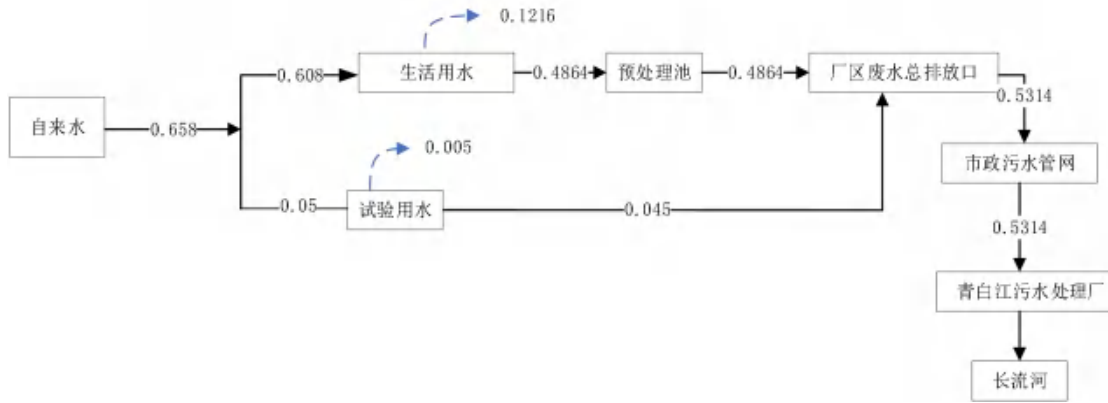 0.1216
0.608
生活用水
0.4864
预处理池
0.4864
厂区废水总排放口
0.5314
自来水
0.658
0.005
市政污水管网
0.05
试验用水
0.045
0.5314
青白江污水处理厂
长流河